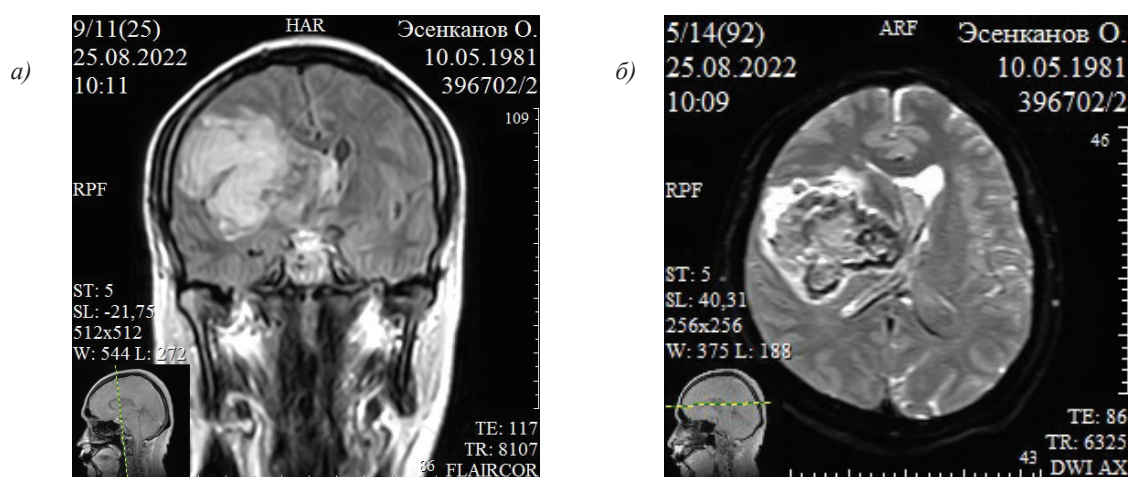 а)
9/11(25)
HAR
Эсенканов О.
25.08.2022
10.05.1981
10:11
396702/2
109
RPF
ST: 5
SL: -21,75
512x512
W: 544 L: 272
TE: 117
TR: 8107
86
FLAIRCOR
б)
5/14(92)
ARF
Эсенканов О.
25.08.2022
10.05.1981
10:09
396702/2
46
RPF
ST: 5
SL: 40,31
256x256
W: 375 L: 188
TE: 86
TR: 6325
43
DWI AX